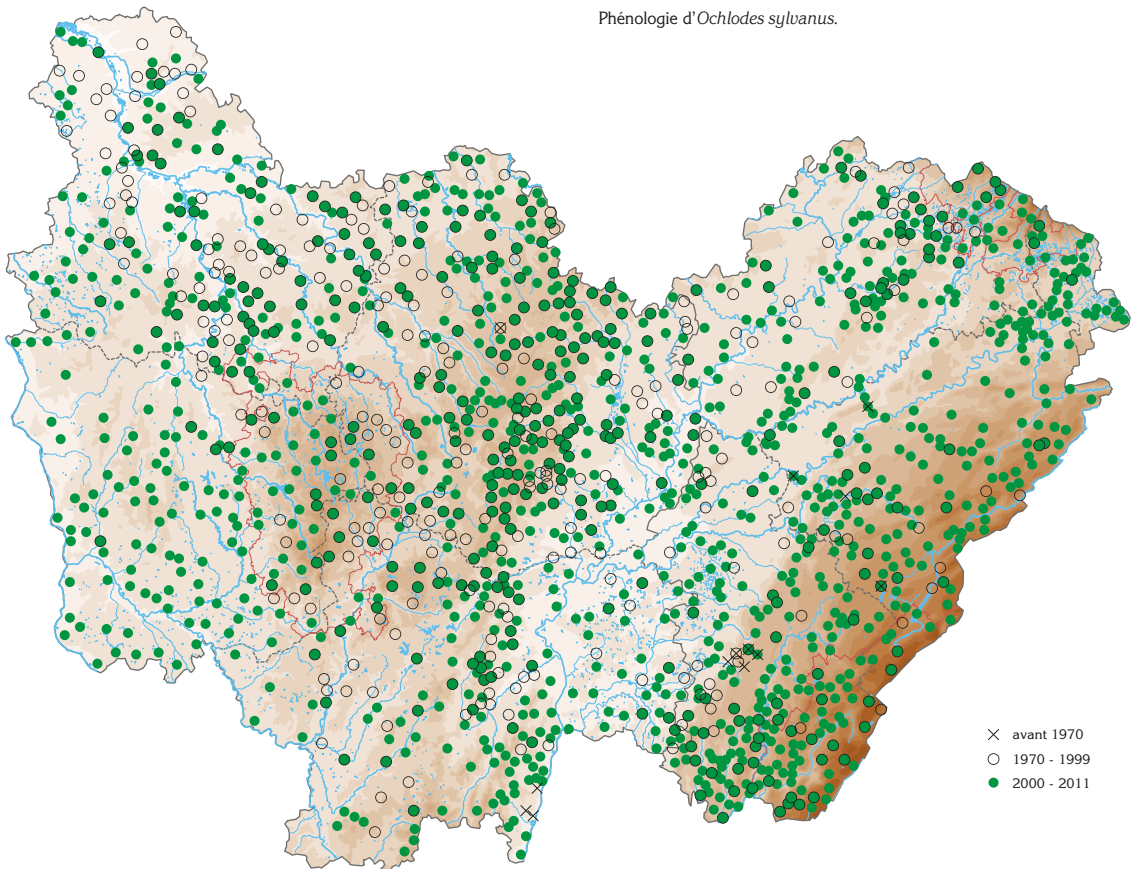 Phénologie d'Ochlodes sylvanus.
avant 1970
1970 - 1999
2000 - 2011